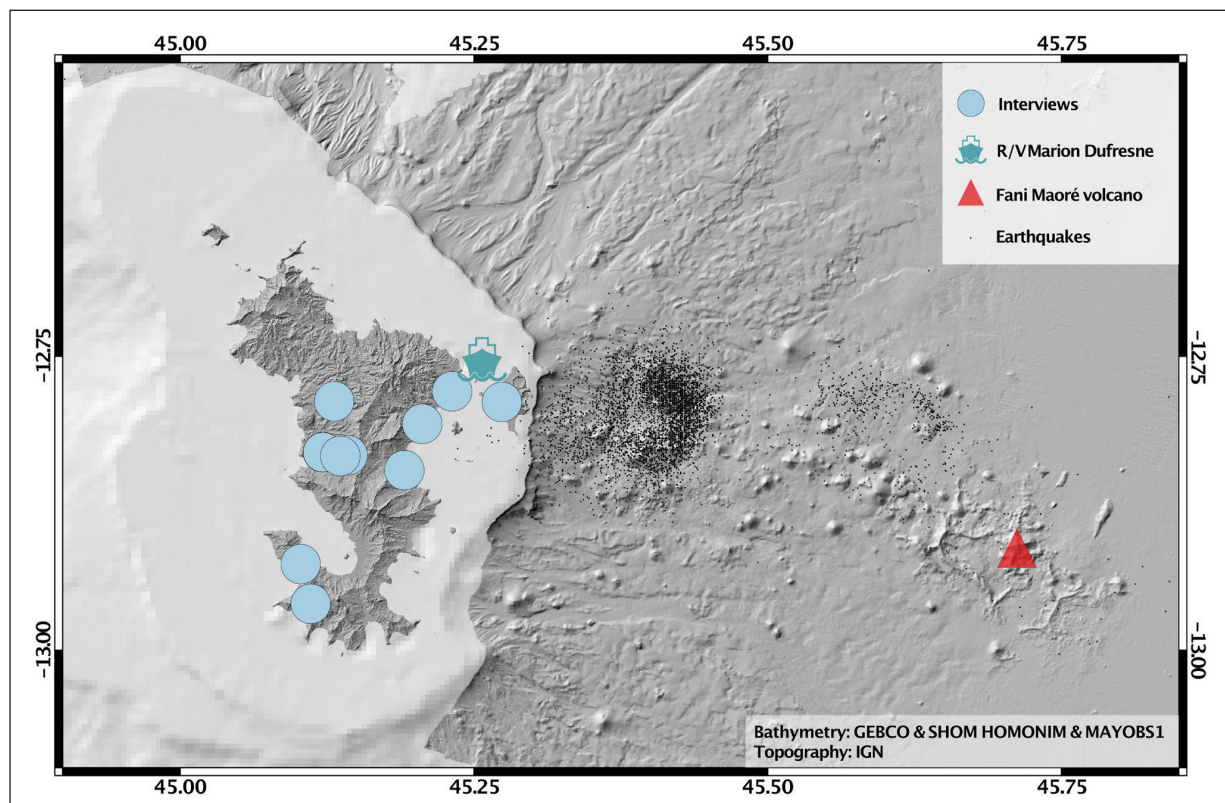 45.00 45.25 45.50 45.75
Interviews
R/V Marion Dufresne
Fani Maoré volcano
Earthquakes
-12.75 -12.75
-13.00 -13.00
Bathymetry: GEBCO & SHOM HOMONIM & MAYOBS1
Topography: IGN
45.00 45.25 45.50 45.75